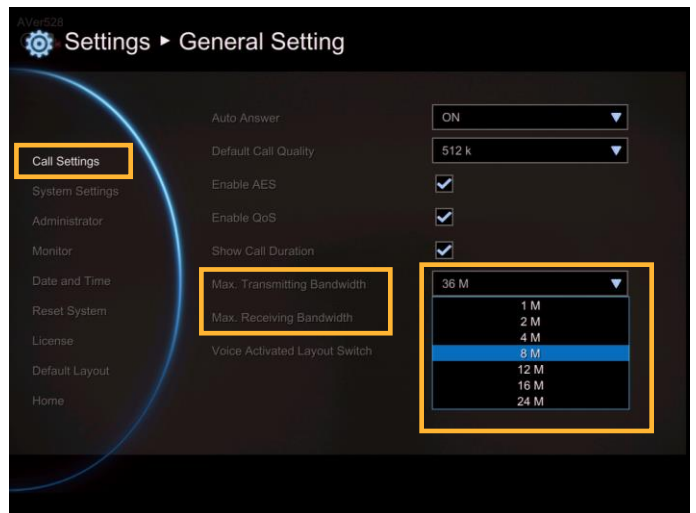 AVer528
Settings ▸ General Setting
Auto Answer
ON
Default Call Quality
512 k
Call Settings
Enable AES
System Settings
Enable QoS
Administrator
Show Call Duration
Monitor
Max. Transmitting Bandwidth
36 M
Date and Time
Max. Receiving Bandwidth
1 M
2 M
4 M
8 M
12 M
16 M
24 M
Reset System
Voice Activated Layout Switch
License
Default Layout
Home